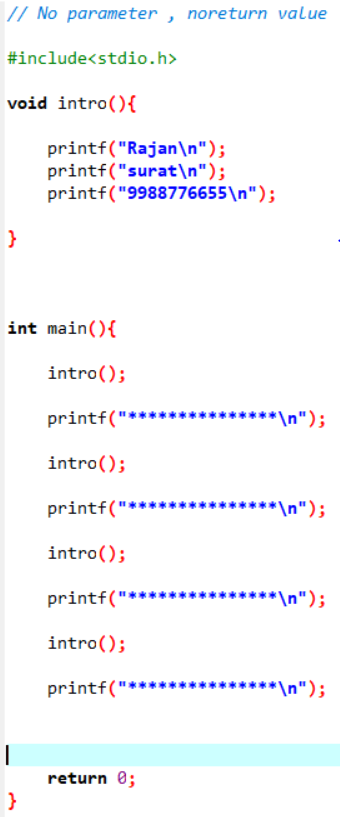 // No parameter , noreturn value
#include<stdio.h>
void intro(){
printf("Rajan\n");
printf("surat\n");
printf("9988776655\n");
}
int main(){
intro();
printf("***************\n");
intro();
printf("***************\n");
intro();
printf("***************\n");
intro();
printf("***************\n");
return 0;
}